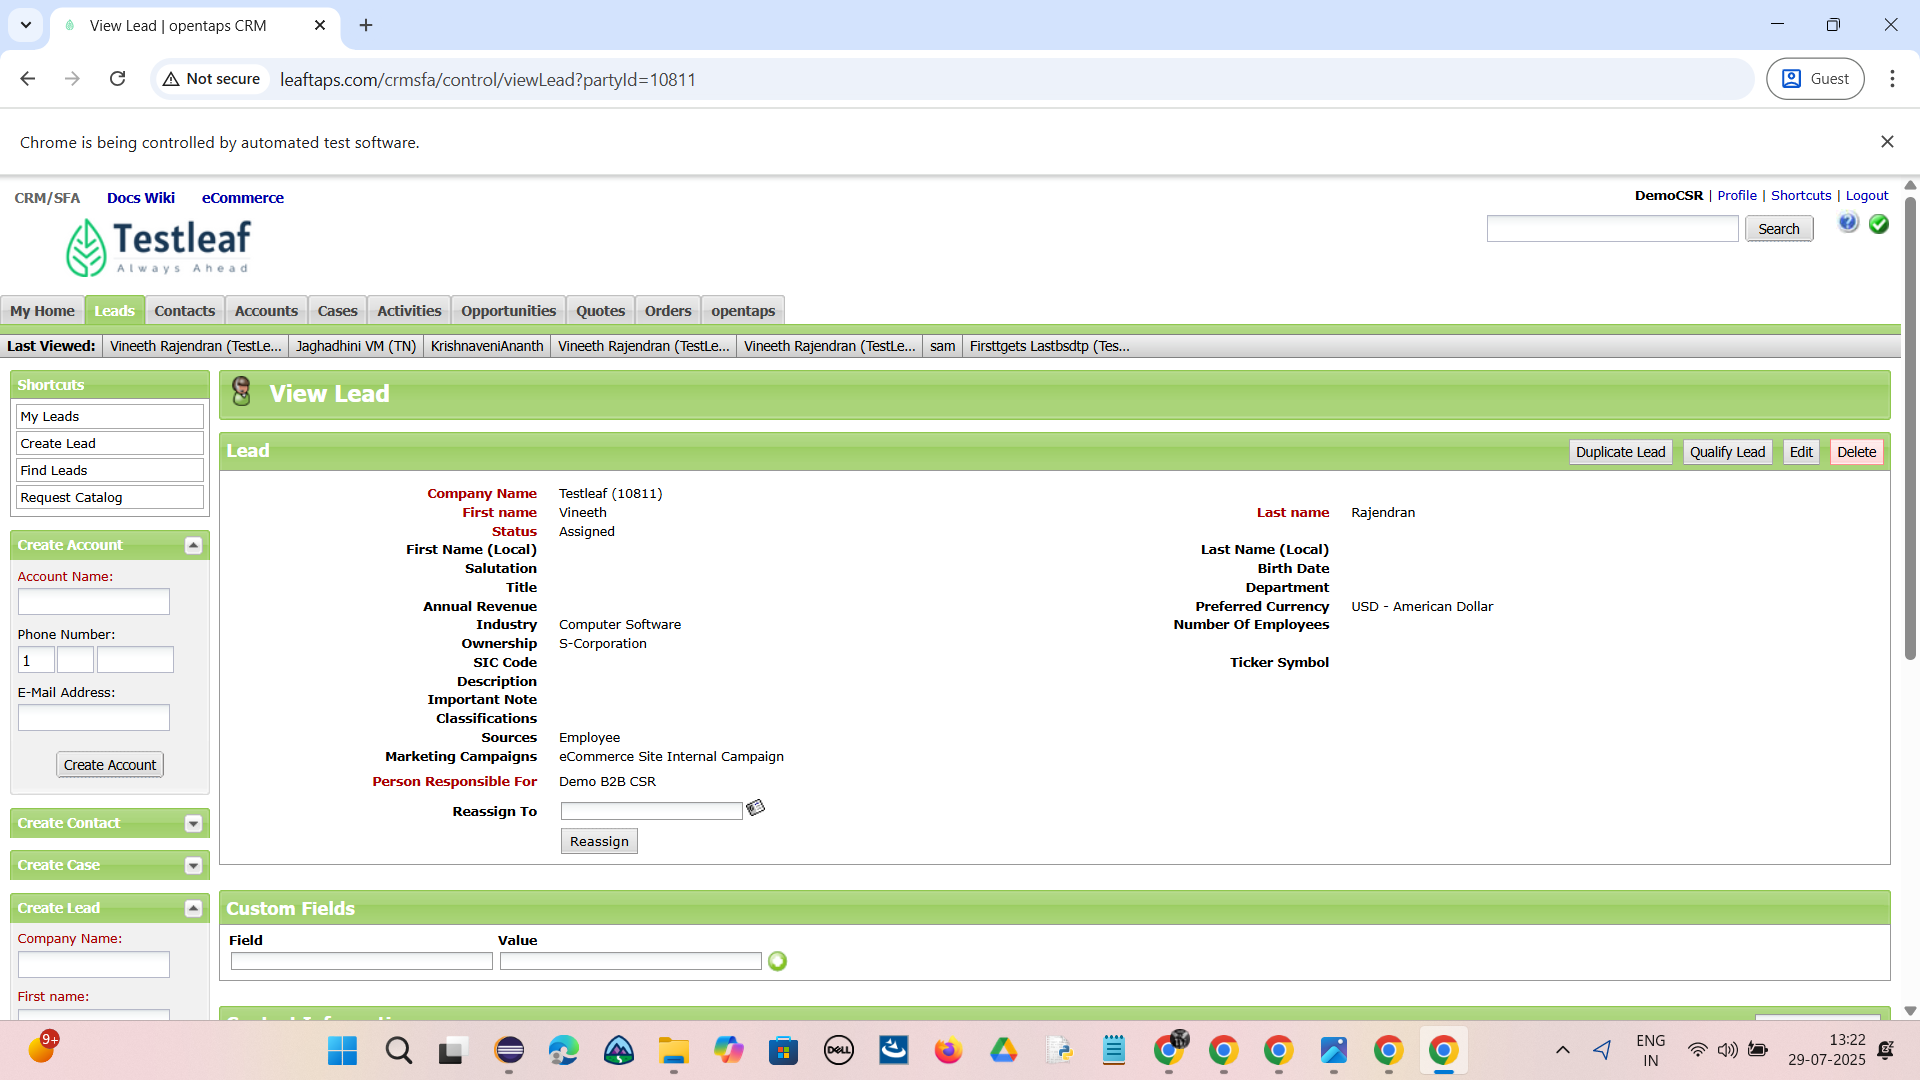 View Lead | opentaps CRM
Not secure leaftaps.com/crmsfa/control/viewLead?partyId=10811 Guest
Chrome is being controlled by automated test software.
CRM/SFA Docs Wiki eCommerce DemoCSR | Profile | Shortcuts | Logout
Testleaf
Always Ahead
Search
My Home Leads Contacts Accounts Cases Activities Opportunities Quotes Orders opentaps
Last Viewed: Vineeth Rajendran (TestLe... Jaghadhini VM (TN) KrishnaveniAnanth Vineeth Rajendran (TestLe... Vineeth Rajendran (TestLe... sam Firsttgets Lastbsdtp (Tes...
Shortcuts
My Leads
Create Lead
Find Leads
Request Catalog
Create Account
Account Name:
Phone Number:
1
E-Mail Address:
Create Account
Create Contact
Create Case
Create Lead
Company Name:
First name:
View Lead
Lead Duplicate Lead Qualify Lead Edit Delete
Company Name Testleaf (10811)
First name Vineeth Last name Rajendran
Status Assigned
First Name (Local) Last Name (Local)
Salutation Birth Date
Title Department
Annual Revenue Preferred Currency USD - American Dollar
Industry Computer Software Number Of Employees
Ownership S-Corporation
SIC Code Ticker Symbol
Description
Important Note
Classifications
Sources Employee
Marketing Campaigns eCommerce Site Internal Campaign
Person Responsible For Demo B2B CSR
Reassign To
Reassign
Custom Fields
Field Value
9+
DELL
ENG
IN
13:22
29-07-2025